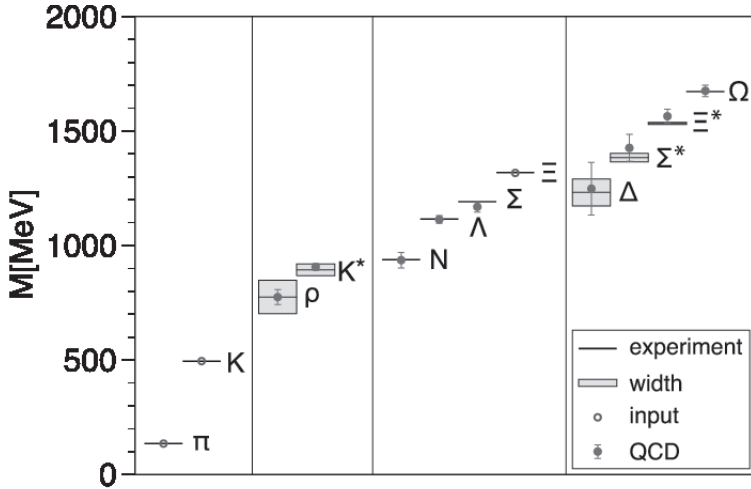 2000
1500
1000
500
0
M[MeV]
π
K
ρ
K*
N
Λ
Σ
Ξ
Δ
Σ*
Ξ*
Ω
experiment
width
input
QCD